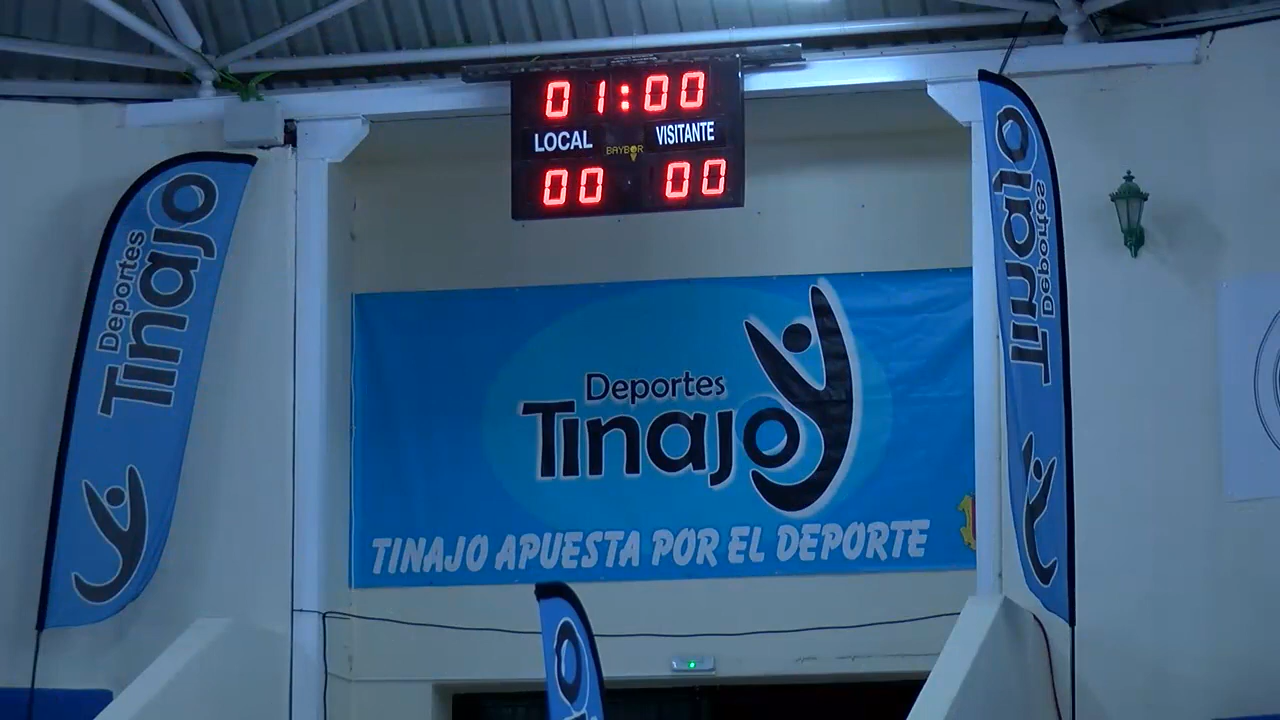 01:00
LOCAL VISITANTE
BAYBOR
00 00
Deportes
Tinajo
Deportes
Tinajo
TINAJO APUESTA POR EL DEPORTE
Deportes
Tinajo